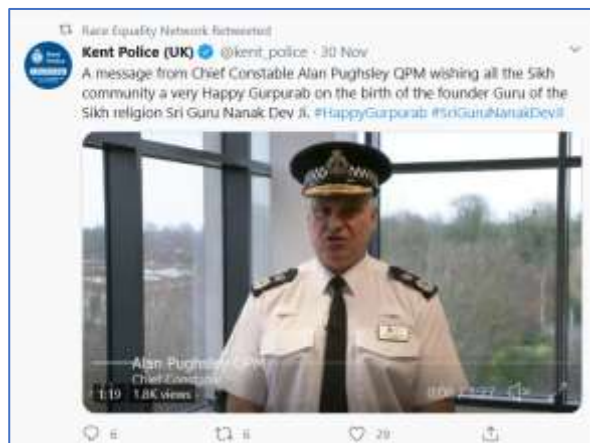 Race Equality Network Retweeted
Kent Police (UK) @kent_police · 30 Nov
A message from Chief Constable Alan Pughsley QPM wishing all the Sikh
community a very Happy Gurpurab on the birth of the founder Guru of the
Sikh religion Sri Guru Nanak Dev Ji. #HappyGurpurab #SriGuruNanakDevJi
Alan Pughsley QPM
Chief Constable
1:19 1.8K views
6 6 29